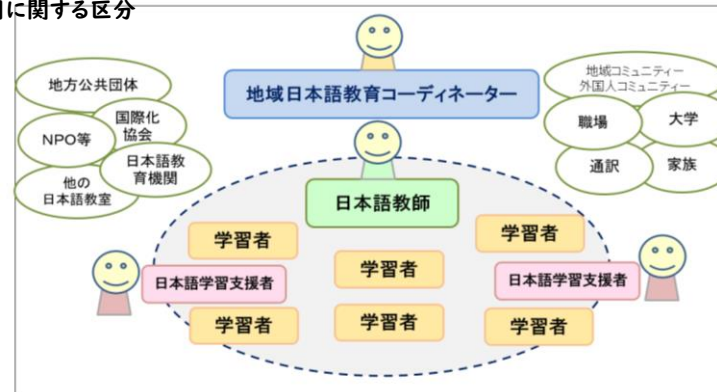 に関する区分
地方公共団体
国際化
協会
NPO等
日本語教
育機関
他の
日本語教室
地域日本語教育コーディネーター
地域コミュニティー
外国人コミュニティー
職場
大学
通訳
家族
日本語教師
学習者
学習者
学習者
日本語学習支援者
日本語学習支援者
学習者
学習者
学習者